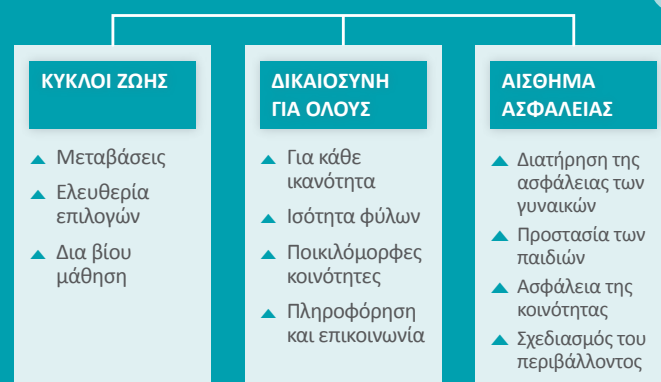 ΚΥΚΛΟΙ ΖΩΗΣ
Μεταβάσεις
Ελευθερία
επιλογών
Δια βίου
μάθηση
ΔΙΚΑΙΟΣΥΝΗ
ΓΙΑ ΟΛΟΥΣ
Για κάθε
ικανότητα
Ισότητα φύλων
Ποικιλόμορφες
κοινότητες
Πληροφόρηση
και επικοινωνία
ΑΙΣΘΗΜΑ
ΑΣΦΑΛΕΙΑΣ
Διατήρηση της
ασφάλειας των
γυναικών
Προστασία των
παιδιών
Ασφάλεια της
κοινότητας
Σχεδιασμός του
περιβάλλοντος